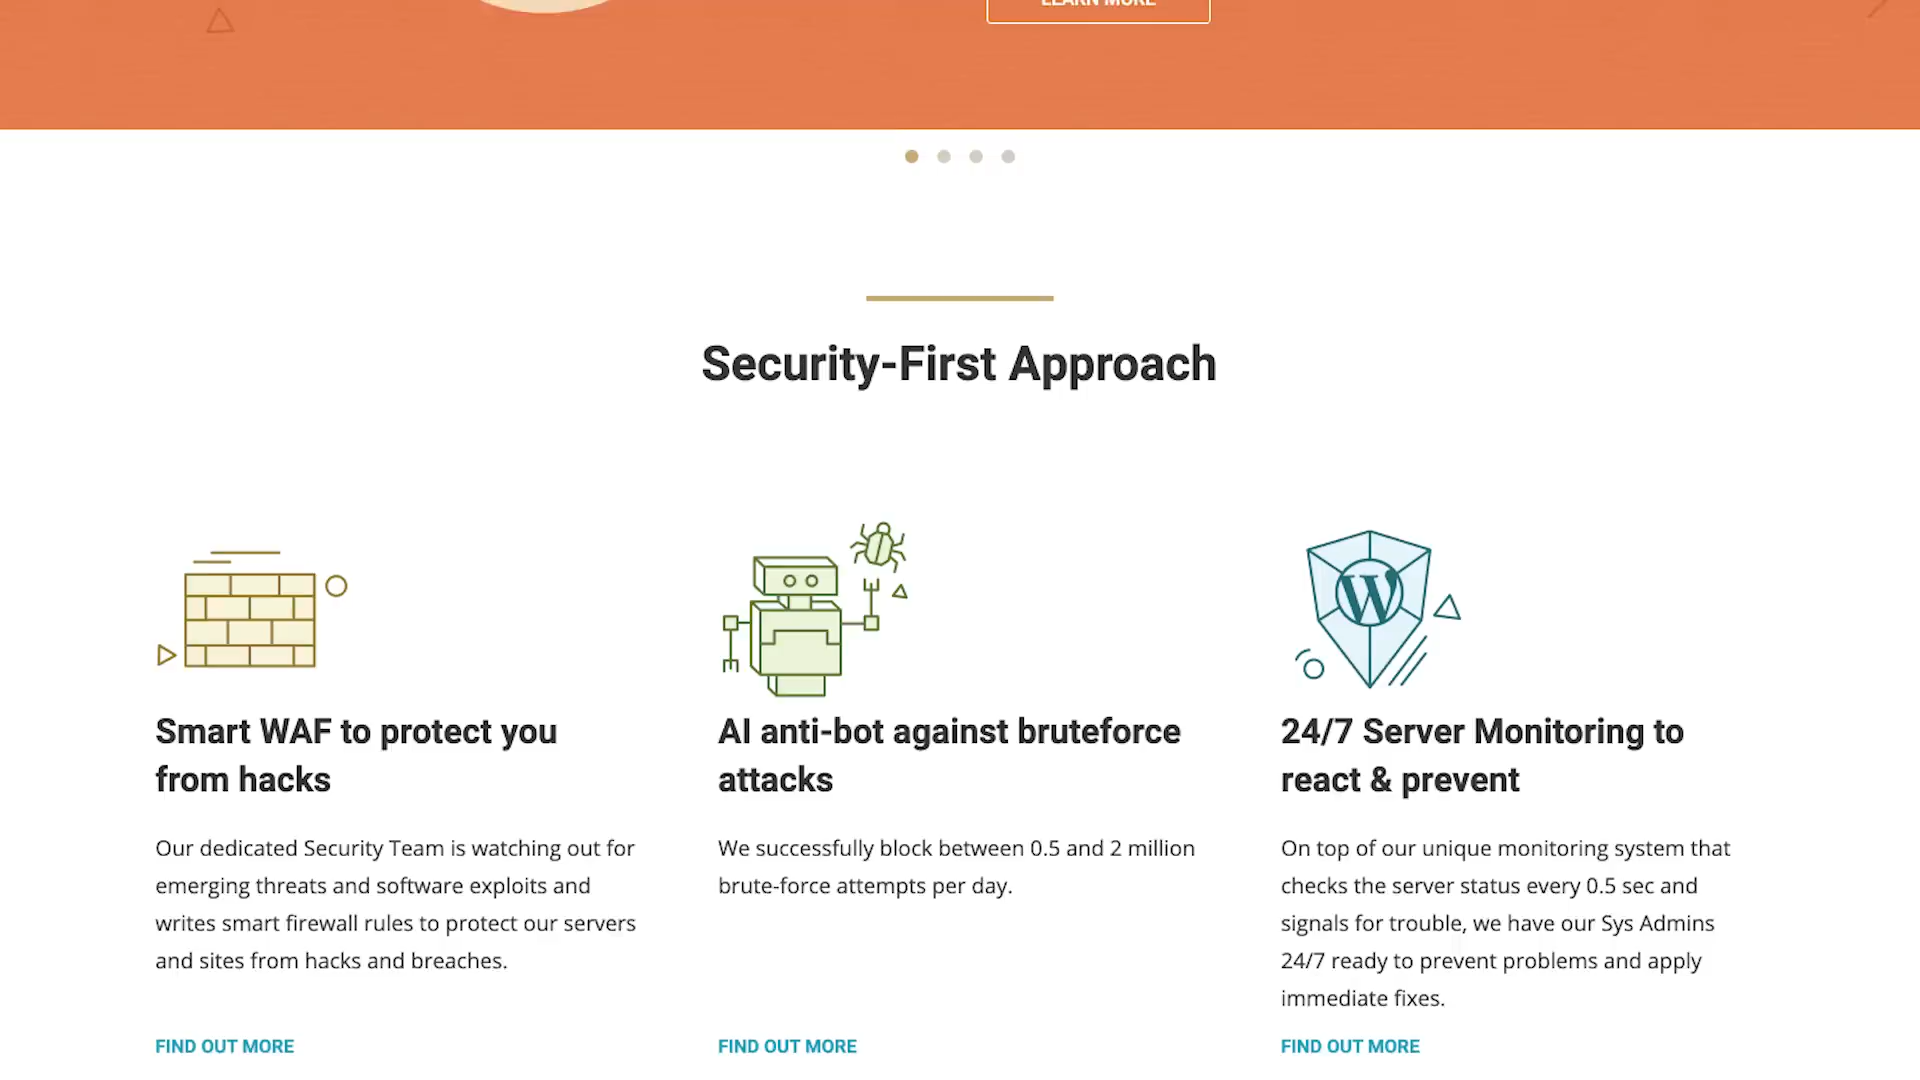 LEARN MORE
Security-First Approach
Smart WAF to protect you
from hacks
Our dedicated Security Team is watching out for
emerging threats and software exploits and
writes smart firewall rules to protect our servers
and sites from hacks and breaches.
FIND OUT MORE
AI anti-bot against bruteforce
attacks
We successfully block between 0.5 and 2 million
brute-force attempts per day.
FIND OUT MORE
W
24/7 Server Monitoring to
react & prevent
On top of our unique monitoring system that
checks the server status every 0.5 sec and
signals for trouble, we have our Sys Admins
24/7 ready to prevent problems and apply
immediate fixes.
FIND OUT MORE